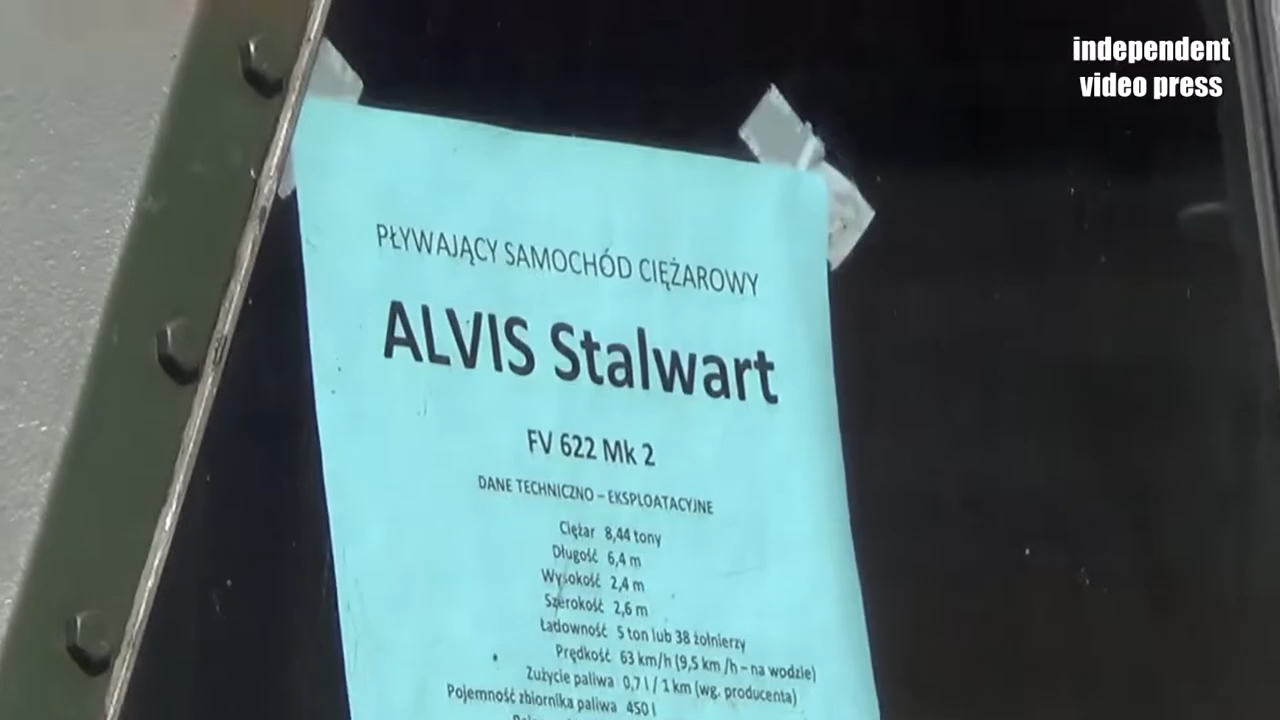 independent
video press
PŁYWAJĄCY SAMOCHÓD CIĘŻAROWY
ALVIS Stalwart
FV 622 Mk 2
DANE TECHNICZNO – EKSPLOATACYJNE
Ciężar 8,44 tony
Długość 6,4 m
Wysokość 2,4 m
Szerokość 2,6 m
Ładowność 5 ton lub 38 żołnierzy
Prędkość 63 km/h (9,5 km /h – na wodzie)
Zużycie paliwa 0,7 l / 1 km (wg. producenta)
Pojemność zbiornika paliwa 450 l